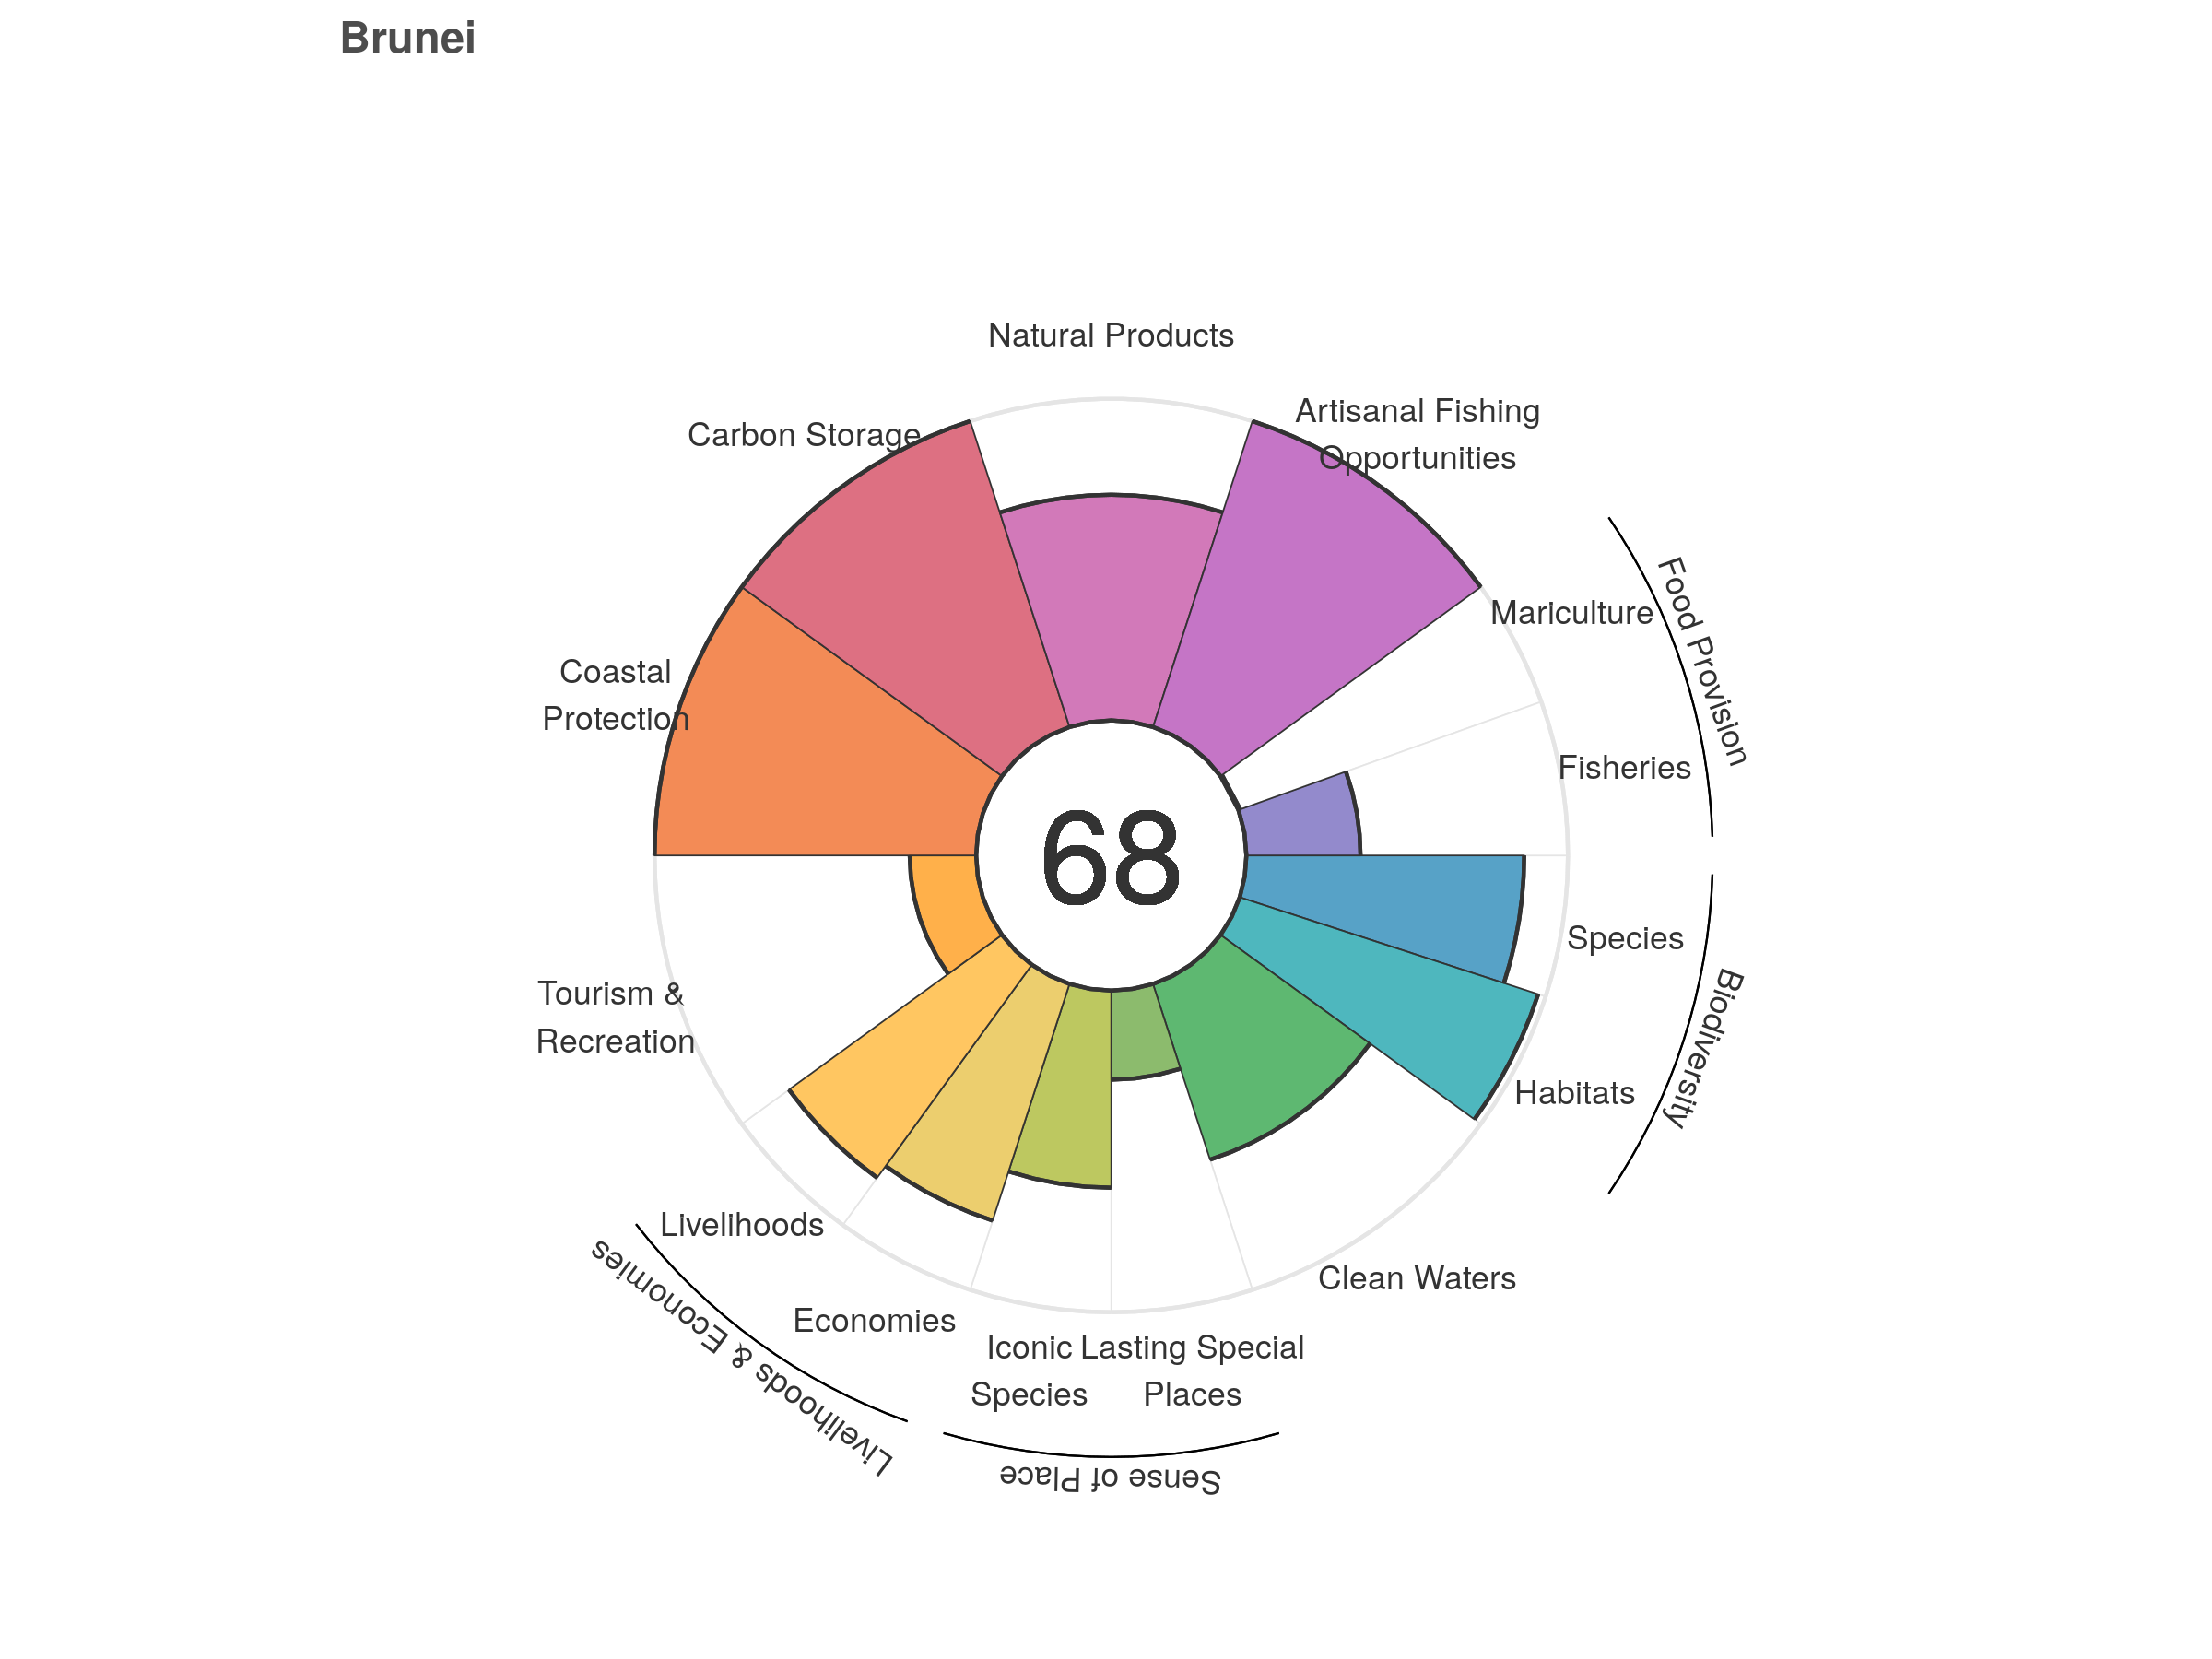 Brunei
Natural Products
Artisanal Fishing
Opportunities
Carbon Storage
Mariculture
Food Provision
Coastal
Protection
Fisheries
68
Species
Tourism &
Recreation
Habitats
Biodiversity
Livelihoods
Clean Waters
Economies
Livelihoods & Economies
Iconic
Species
Lasting Special
Places
Sense of Place